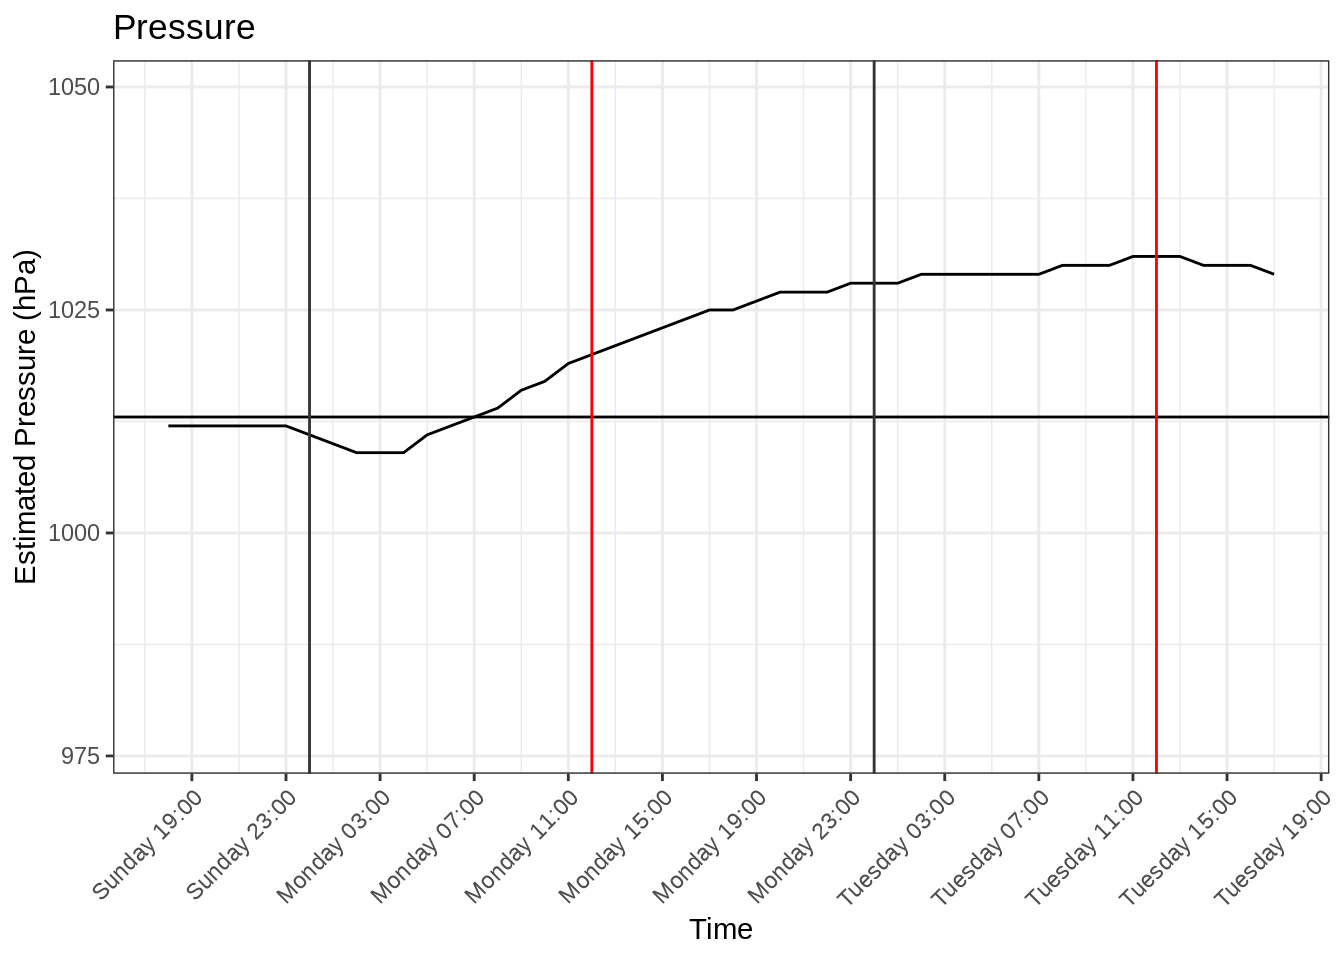 Pressure
Estimated Pressure (hPa)
1050
1025
1000
975
Sunday 19:00
Sunday 23:00
Monday 03:00
Monday 07:00
Monday 11:00
Monday 15:00
Monday 19:00
Monday 23:00
Tuesday 03:00
Tuesday 07:00
Tuesday 11:00
Tuesday 15:00
Tuesday 19:00
Time